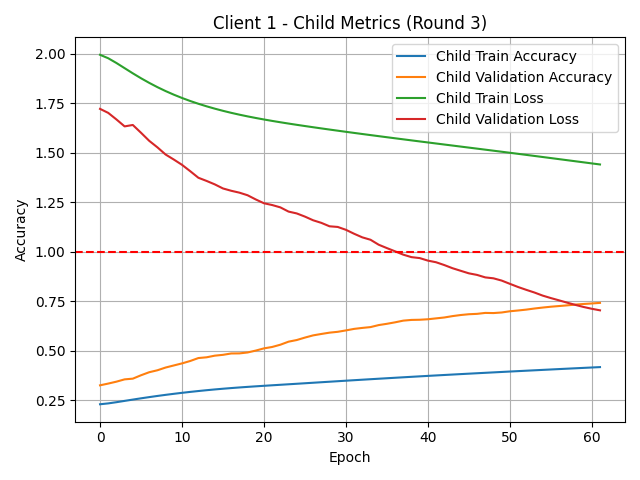 Client 1 - Child Metrics (Round 3)
Child Train Accuracy
Child Validation Accuracy
Child Train Loss
Child Validation Loss
Accuracy
2.00
1.75
1.50
1.25
1.00
0.75
0.50
0.25
0 10 20 30 40 50 60
Epoch